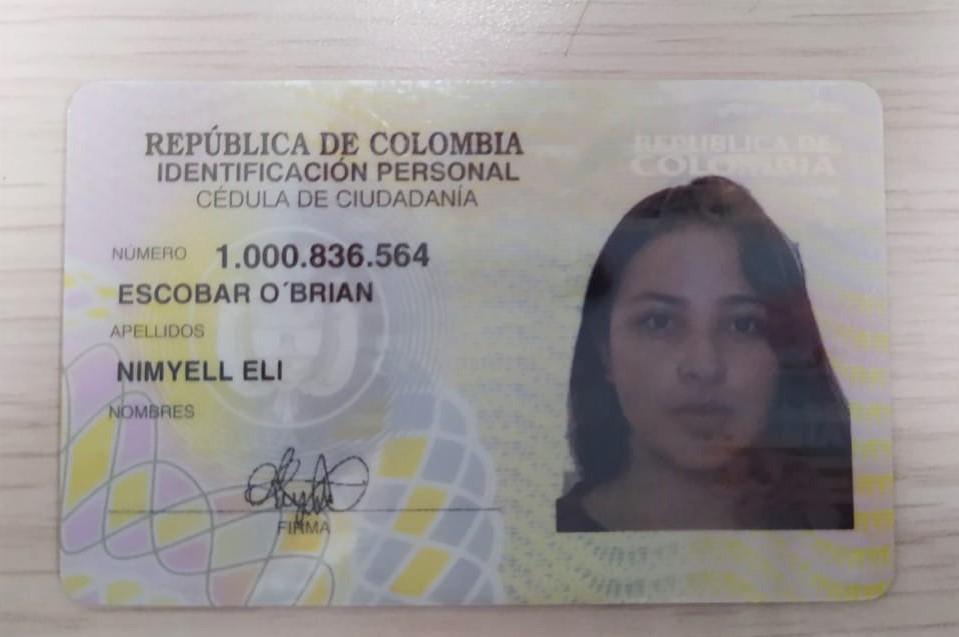 REPÚBLICA DE COLOMBIA
IDENTIFICACIÓN PERSONAL
CÉDULA DE CIUDADANÍA
NÚMERO 1.000.836.564
ESCOBAR O´BRIAN
APELLIDOS
NIMYELL ELI
NOMBRES
FIRMA
REPÚBLICA DE
COLOMBIA